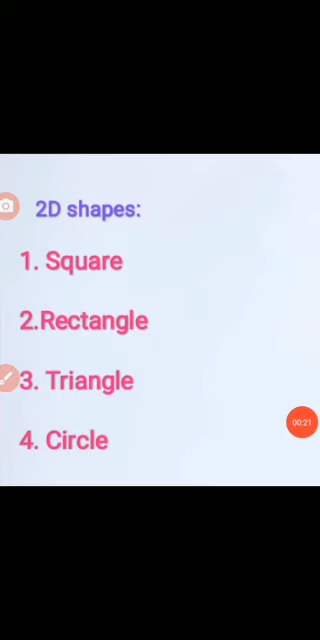 2D shapes:
1. Square
2.Rectangle
3. Triangle
00:21
4. Circle